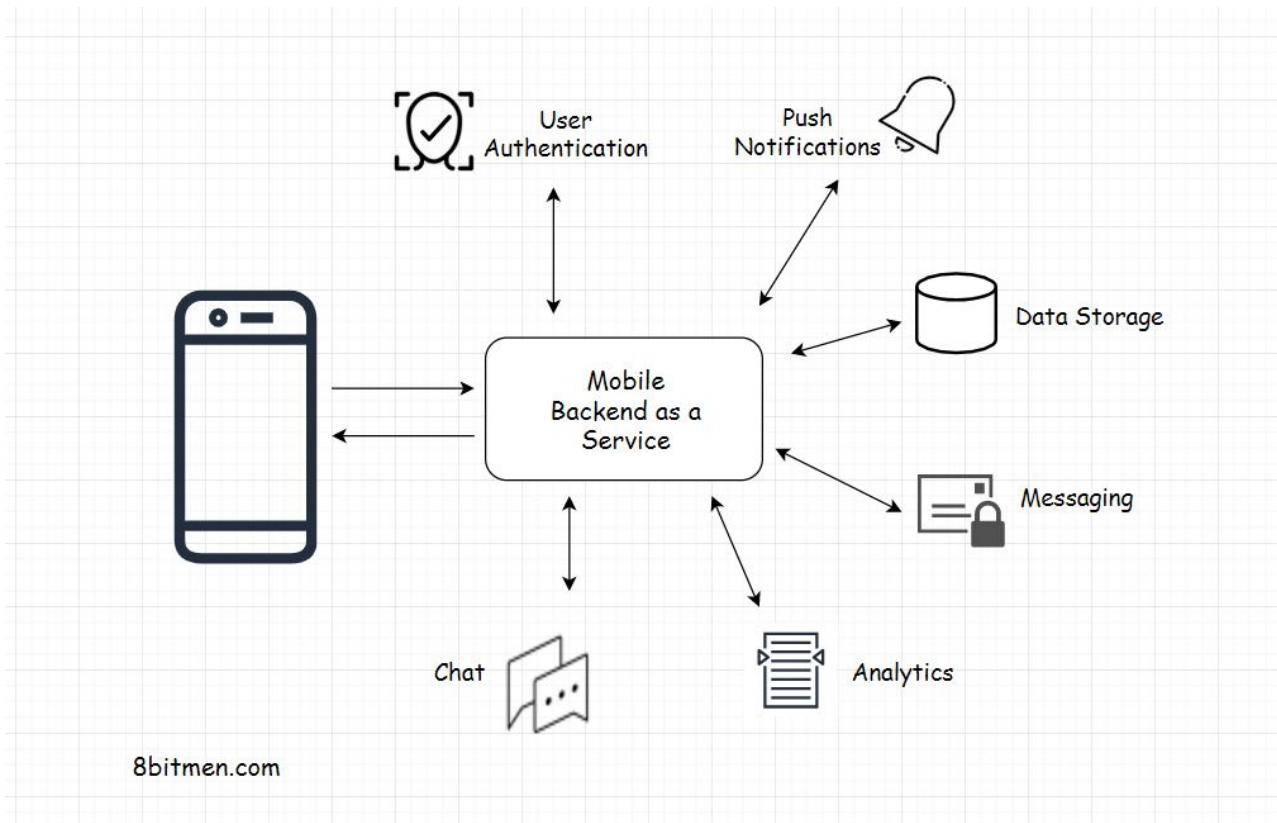 User
Authentication
Push
Notifications
Data Storage
Mobile
Backend as a
Service
Messaging
Chat
Analytics
8bitmen.com